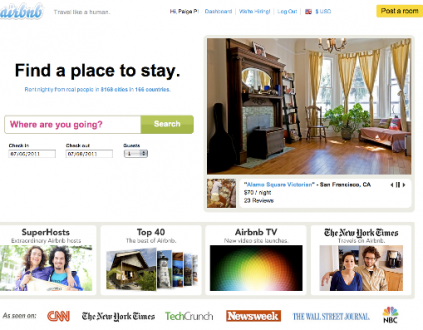 airbnb
Travel like a human.
Hi, Paige P!
Dashboard
We're Hiring!
Log Out
$ USD
Post a room
Find a place to stay.
Rent nightly from real people in 8168 cities in 166 countries.
Where are you going?
Search
Check in
Check out
Guests
07/05/2011
07/06/2011
1
"Alamo Square Victorian" - San Francisco, CA
$70 / night
23 Reviews
SuperHosts
Extraordinary Airbnb hosts
Top 40
The best of Airbnb.
Airbnb TV
New video site launches.
The New York Times
Travels on Airbnb.
As seen on:
CNN
The New York Times
TechCrunch
Newsweek
THE WALL STREET JOURNAL
NBC